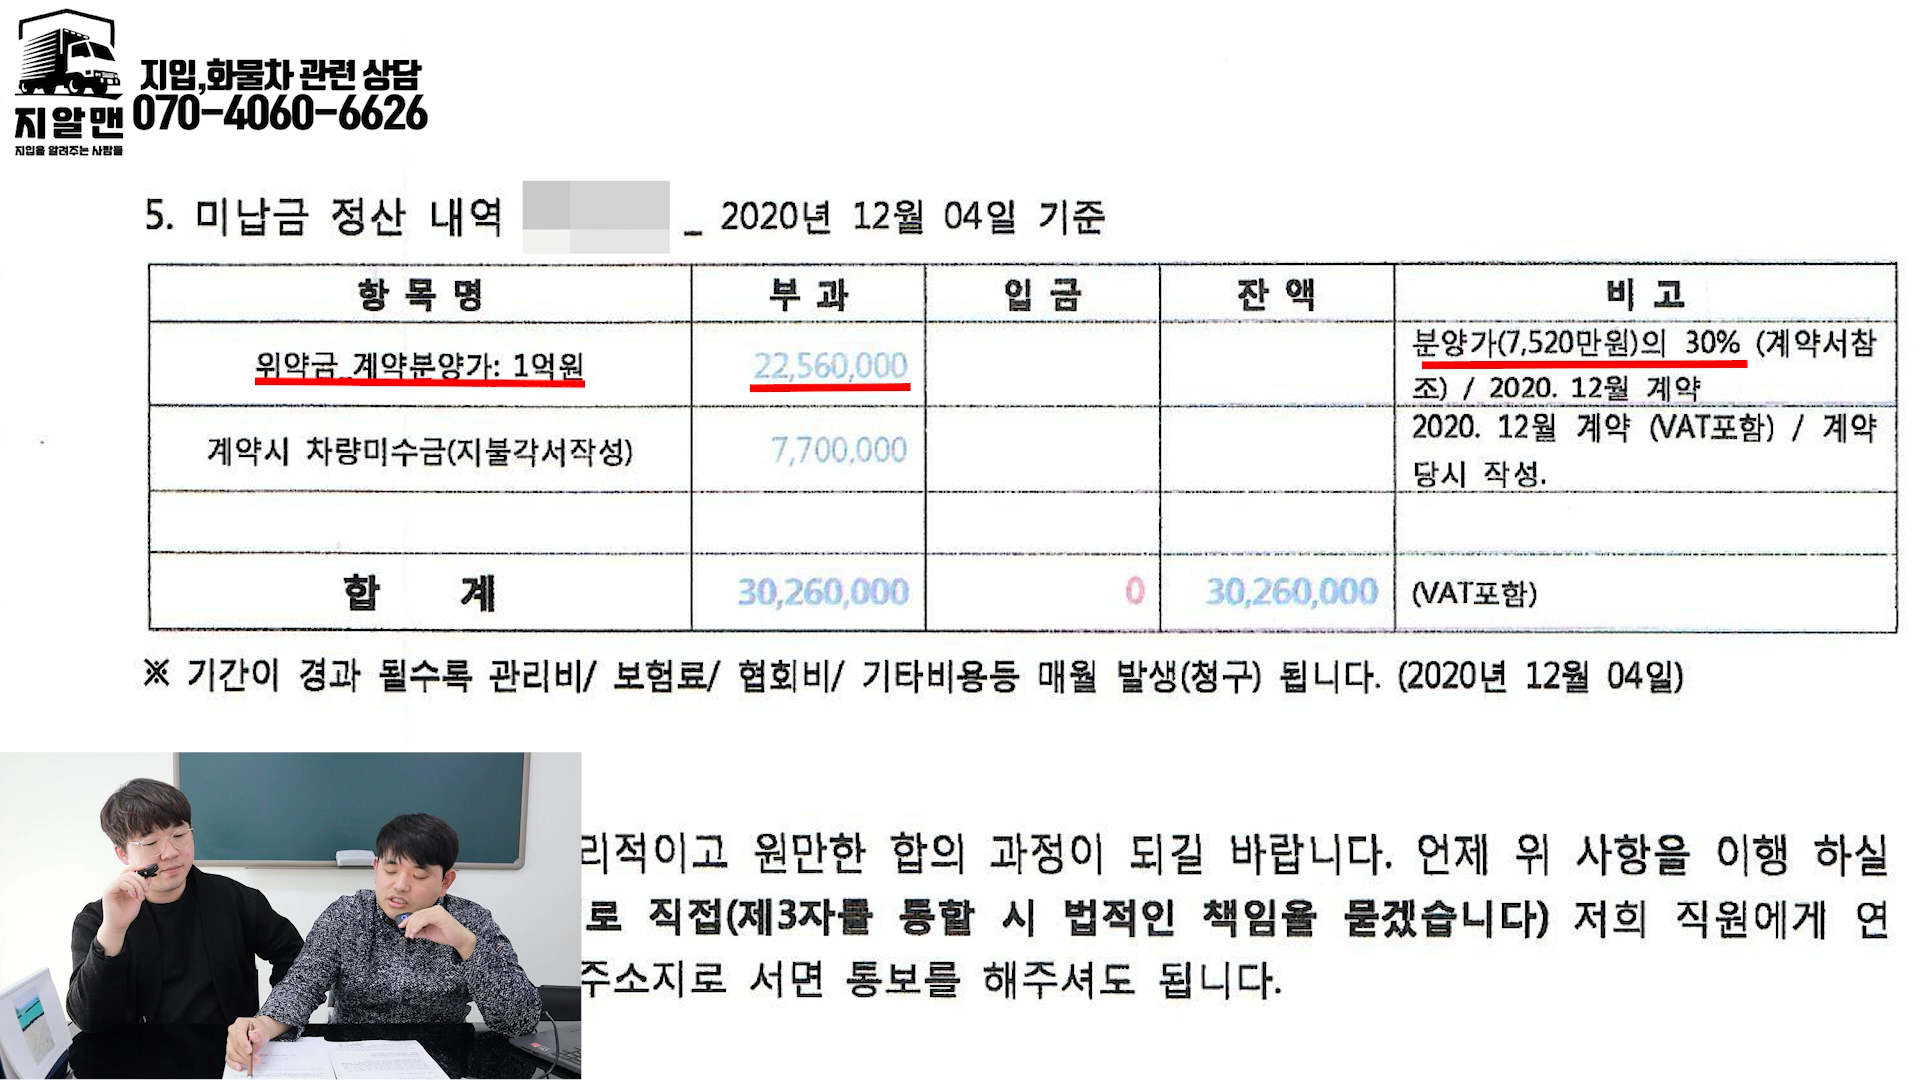 지입,화물차 관련 상담
070-4060-6626
지알맨
지입을 알려주는 사람들
5. 미납금 정산 내역 _ 2020년 12월 04일 기준
항 목 명 부 과 입 금 잔 액 비 고
위약금_계약분양가: 1억원 22,560,000 분양가(7,520만원)의 30% (계약서참
조) / 2020. 12월 계약
계약시 차량미수금(지불각서작성) 7,700,000 2020. 12월 계약 (VAT포함) / 계약
당시 작성.
합 계 30,260,000 0 30,260,000 (VAT포함)
※ 기간이 경과 될수록 관리비/ 보험료/ 협회비/ 기타비용등 매월 발생(청구) 됩니다. (2020년 12월 04일)
리적이고 원만한 합의 과정이 되길 바랍니다. 언제 위 사항을 이행 하실
로 직접(제3자를 통할 시 법적인 책임을 묻겠습니다) 저희 직원에게 연
주소지로 서면 통보를 해주셔도 됩니다.